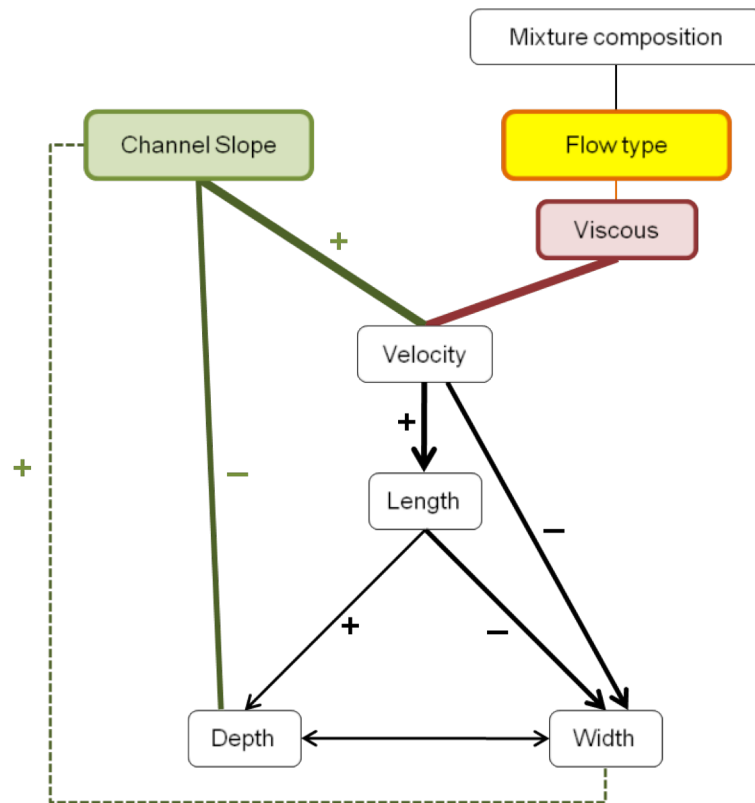 Mixture composition
Channel Slope
Flow type
Viscous
+
Velocity
+
+
–
Length
–
+
–
Depth
Width